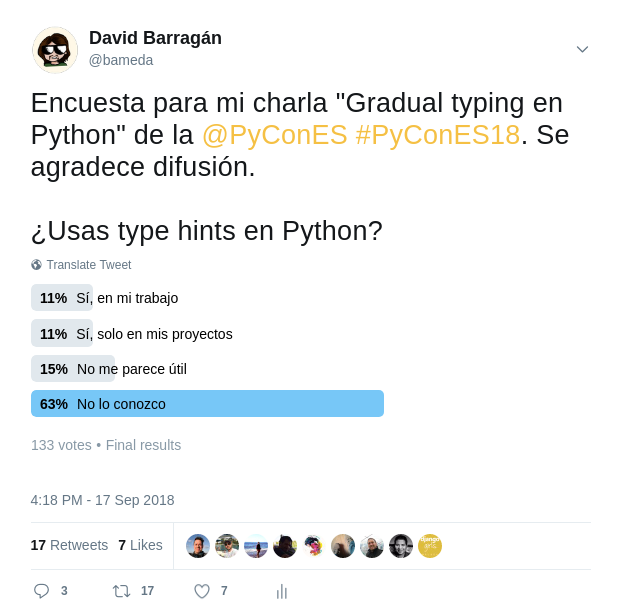 David Barragán
@bameda
Encuesta para mi charla "Gradual typing en
Python" de la @PyConES #PyConES18. Se
agradece difusión.
¿Usas type hints en Python?
Translate Tweet
11% Sí, en mi trabajo
11% Sí, solo en mis proyectos
15% No me parece útil
63% No lo conozco
133 votes • Final results
4:18 PM - 17 Sep 2018
17 Retweets 7 Likes
django
3 17 7